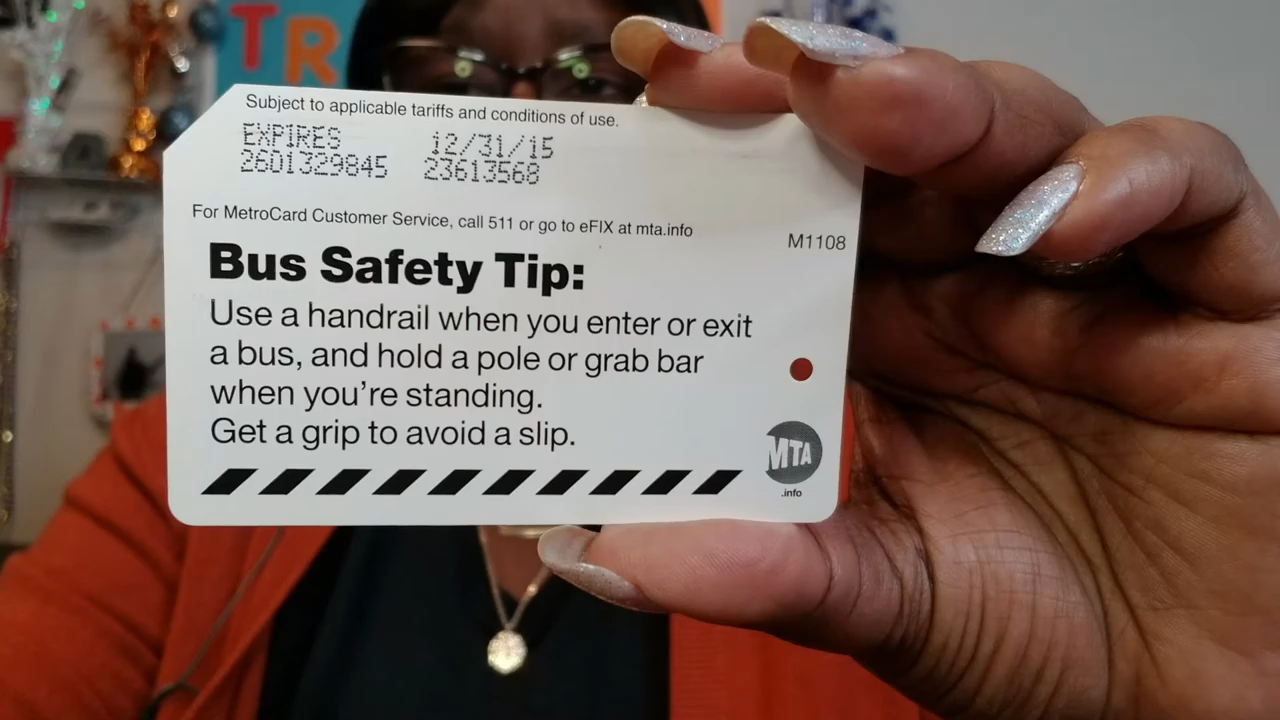 TR
Subject to applicable tariffs and conditions of use.
EXPIRES 12/31/15
2601329845 23613568
For MetroCard Customer Service, call 511 or go to eFIX at mta.info
M1108
Bus Safety Tip:
Use a handrail when you enter or exit
a bus, and hold a pole or grab bar
when you're standing.
Get a grip to avoid a slip.
MTA
.info